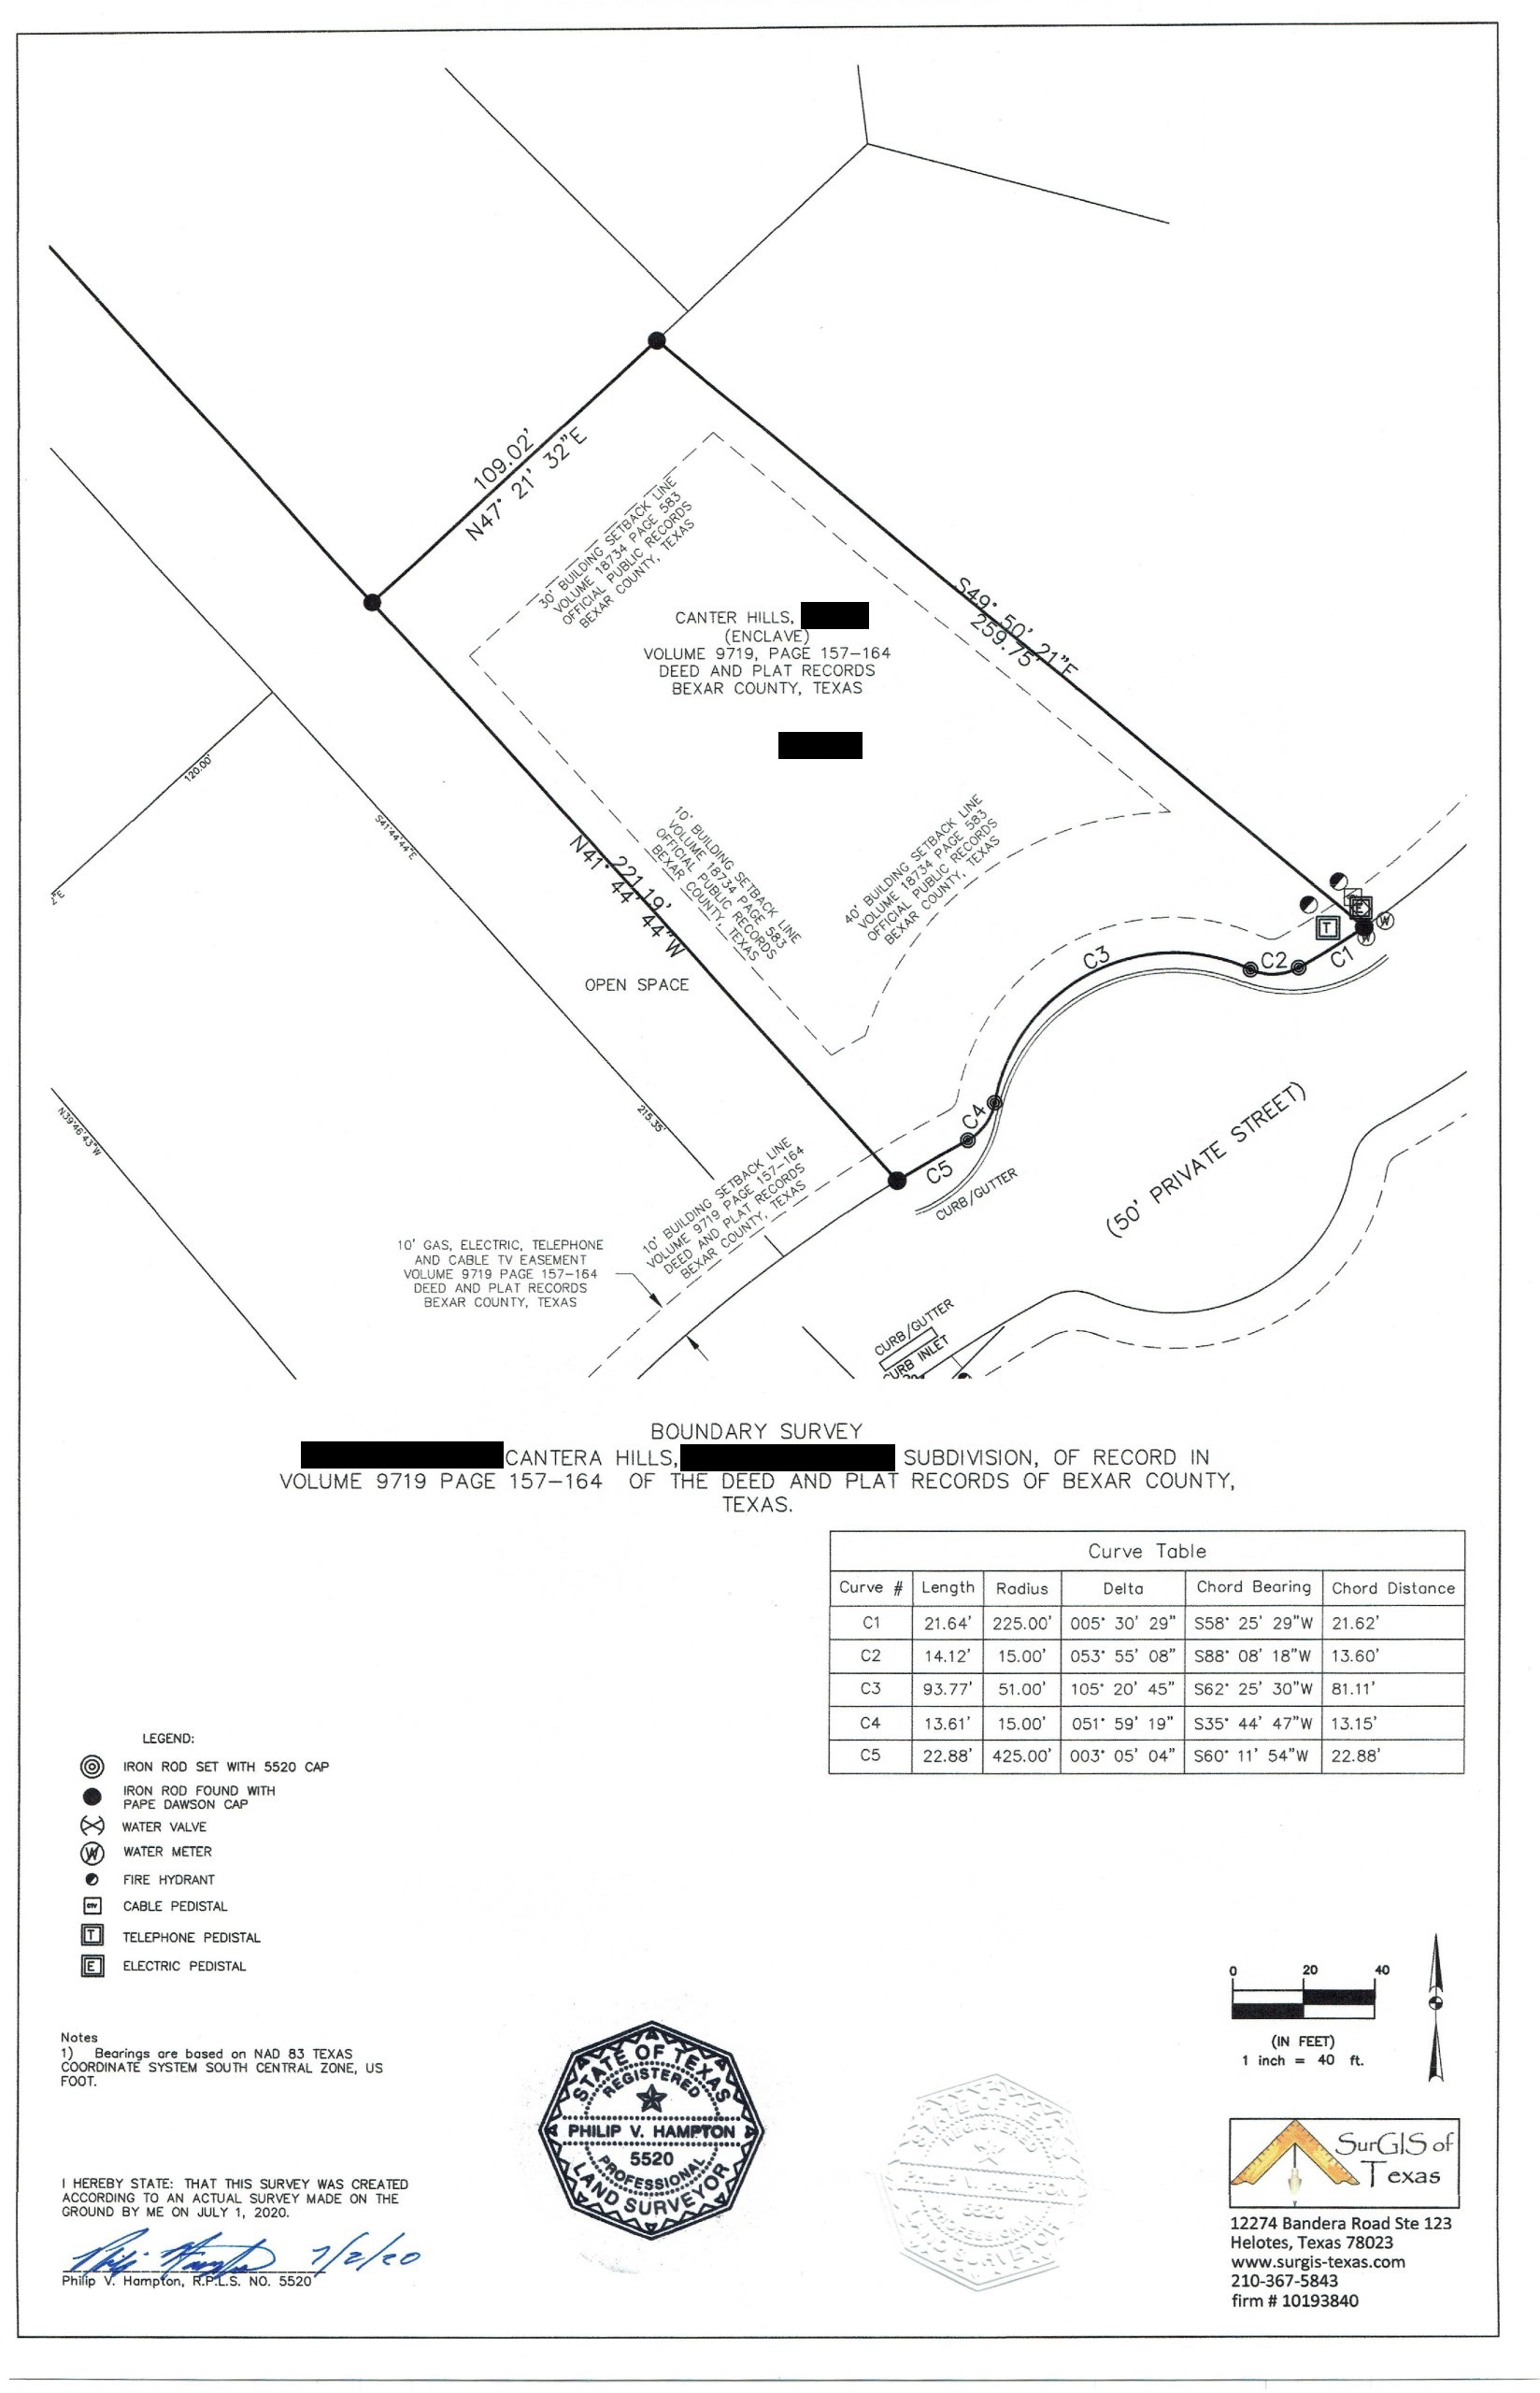 109.02'
N47° 21' 32"E
30' BUILDING SETBACK LINE
VOLUME 18734 PAGE 583
OFFICIAL PUBLIC RECORDS
BEXAR COUNTY, TEXAS
S49° 50' 21"E
259.75'
CANTER HILLS,
(ENCLAVE)
VOLUME 9719, PAGE 157-164
DEED AND PLAT RECORDS
BEXAR COUNTY, TEXAS
120.00'
S41°44'44"E
N41° 44' 44"W
221.19'
10' BUILDING SETBACK LINE
VOLUME 18734 PAGE 583
OFFICIAL PUBLIC RECORDS
BEXAR COUNTY, TEXAS
40' BUILDING SETBACK LINE
VOLUME 18734 PAGE 583
OFFICIAL PUBLIC RECORDS
BEXAR COUNTY, TEXAS
OPEN SPACE
E
T
W
W
C3
C2
C1
C4
C5
N39°46'43"W
215.35'
CURB/GUTTER
(50' PRIVATE STREET)
10' BUILDING SETBACK LINE
VOLUME 9719 PAGE 157-164
DEED AND PLAT RECORDS
BEXAR COUNTY, TEXAS
10' GAS, ELECTRIC, TELEPHONE
AND CABLE TV EASEMENT
VOLUME 9719 PAGE 157-164
DEED AND PLAT RECORDS
BEXAR COUNTY, TEXAS
CURB/GUTTER
CURB INLET
BOUNDARY SURVEY
CANTERA HILLS, SUBDIVISION, OF RECORD IN
VOLUME 9719 PAGE 157-164 OF THE DEED AND PLAT RECORDS OF BEXAR COUNTY,
TEXAS.
Curve Table
Curve # Length Radius Delta Chord Bearing Chord Distance
C1 21.64' 225.00' 005° 30' 29" S58° 25' 29"W 21.62'
C2 14.12' 15.00' 053° 55' 08" S88° 08' 18"W 13.60'
C3 93.77' 51.00' 105° 20' 45" S62° 25' 30"W 81.11'
C4 13.61' 15.00' 051° 59' 19" S35° 44' 47"W 13.15'
C5 22.88' 425.00' 003° 05' 04" S60° 11' 54"W 22.88'
LEGEND:
IRON ROD SET WITH 5520 CAP
IRON ROD FOUND WITH
PAPE DAWSON CAP
WATER VALVE
W WATER METER
FIRE HYDRANT
CTV CABLE PEDISTAL
T TELEPHONE PEDISTAL
E ELECTRIC PEDISTAL
Notes
1) Bearings are based on NAD 83 TEXAS
COORDINATE SYSTEM SOUTH CENTRAL ZONE, US
FOOT.
I HEREBY STATE: THAT THIS SURVEY WAS CREATED
ACCORDING TO AN ACTUAL SURVEY MADE ON THE
GROUND BY ME ON JULY 1, 2020.
7/2/20
Philip V. Hampton, R.P.L.S. NO. 5520
STATE OF TEXAS
REGISTERED
PHILIP V. HAMPTON
5520
PROFESSIONAL
LAND SURVEYOR
STATE OF TEXAS
REGISTERED
PHILIP V. HAMPTON
5520
PROFESSIONAL
LAND SURVEYOR
0 20 40
(IN FEET)
1 inch = 40 ft.
SurGIS of
Texas
12274 Bandera Road Ste 123
Helotes, Texas 78023
www.surgis-texas.com
210-367-5843
firm # 10193840